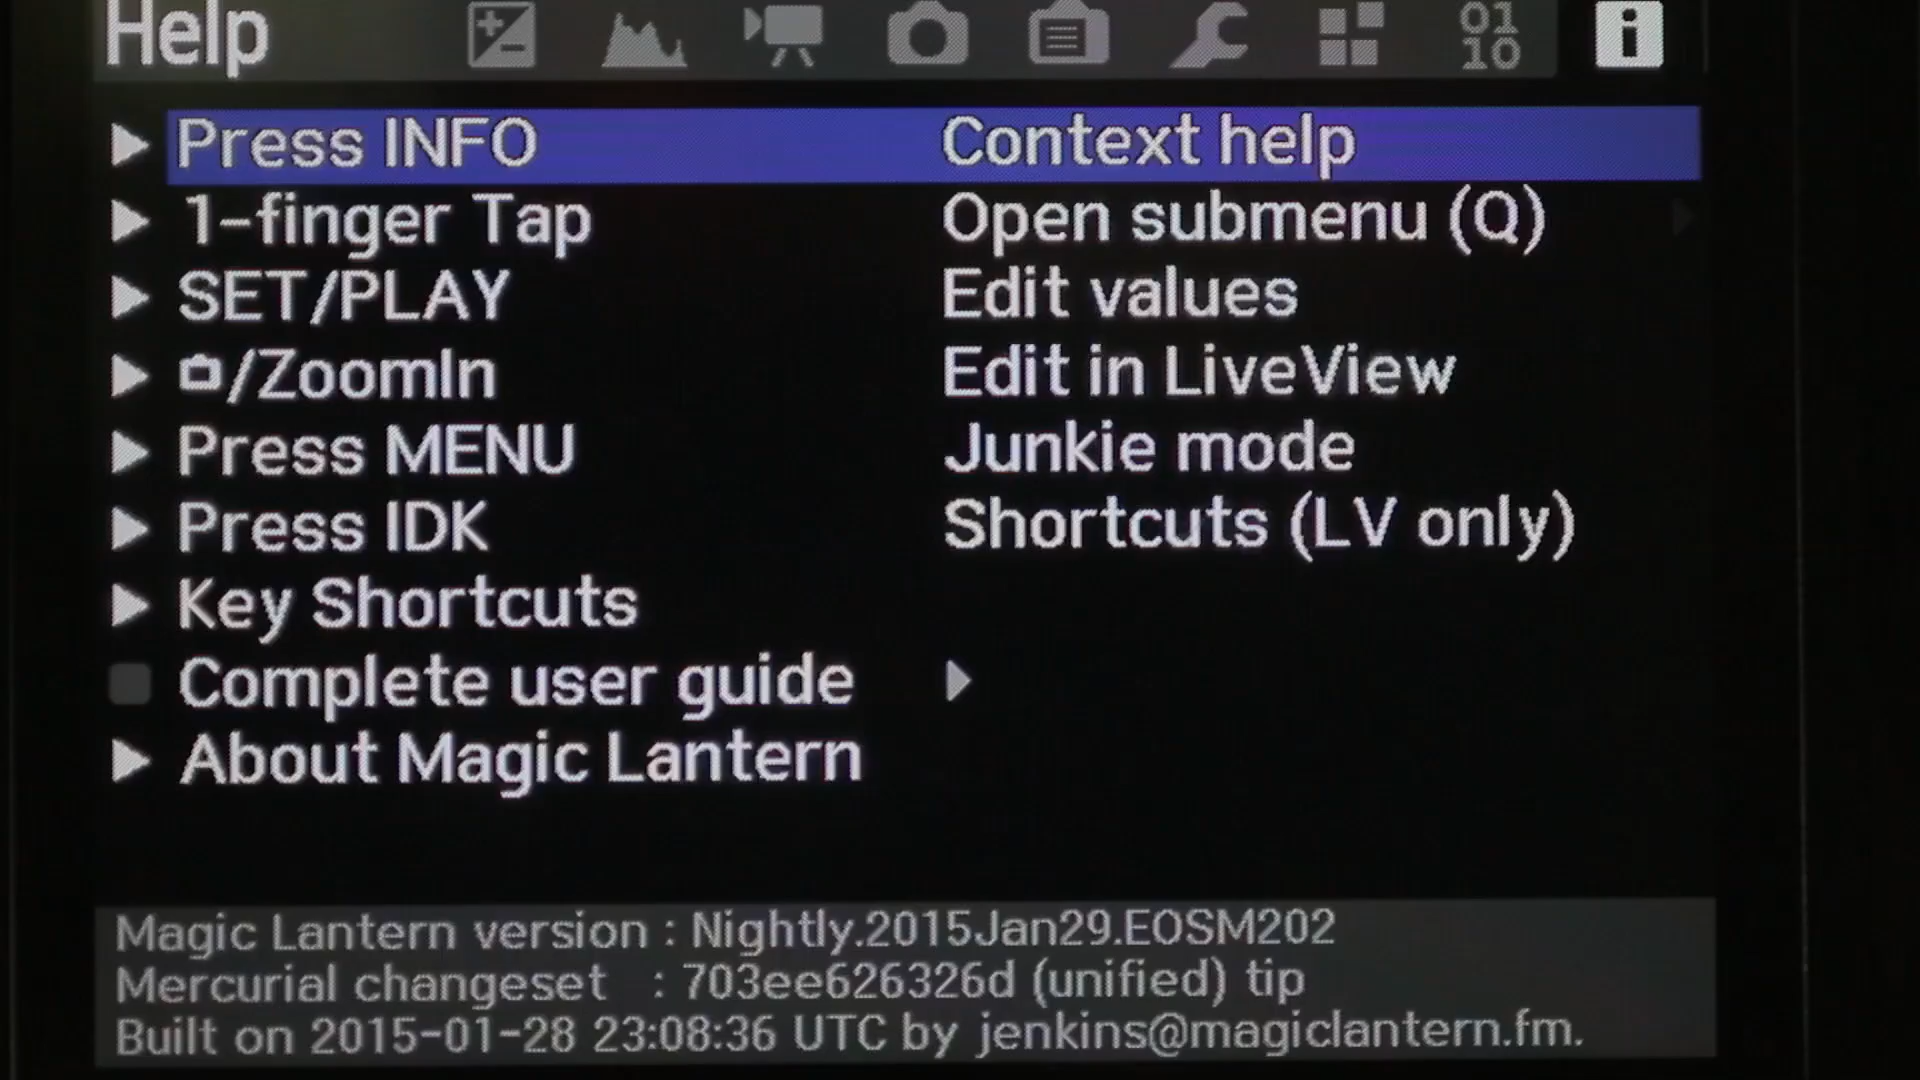 Help 01
10 i
Press INFO Context help
1-finger Tap Open submenu (Q)
SET/PLAY Edit values
/ZoomIn Edit in LiveView
Press MENU Junkie mode
Press IDK Shortcuts (LV only)
Key Shortcuts
Complete user guide
About Magic Lantern
Magic Lantern version : Nightly.2015Jan29.EOSM202
Mercurial changeset : 703ee626326d (unified) tip
Built on 2015-01-28 23:08:36 UTC by jenkins@magiclantern.fm.